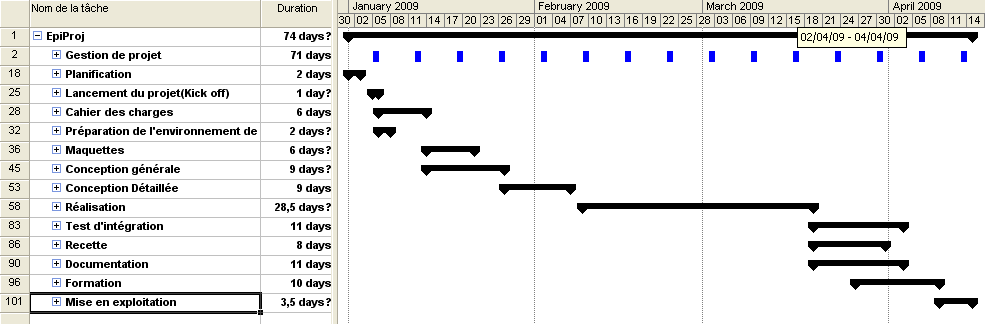 Nom de la tâche Duration January 2009 February 2009 March 2009 April 2009
30 02 05 08 11 14 17 20 23 26 29 01 04 07 10 13 16 19 22 25 28 03 06 09 12 15 18 21 24 27 30 02 05 08 11 14
1 EpiProj 74 days?
02/04/09 - 04/04/09
2 Gestion de projet 71 days
18 Planification 2 days
25 Lancement du projet(Kick off) 1 day?
28 Cahier des charges 6 days
32 Préparation de l'environnement de 2 days?
36 Maquettes 6 days?
45 Conception générale 9 days?
53 Conception Détaillée 9 days
58 Réalisation 28,5 days?
83 Test d'intégration 11 days
86 Recette 8 days
90 Documentation 11 days
96 Formation 10 days
101 Mise en exploitation 3,5 days?